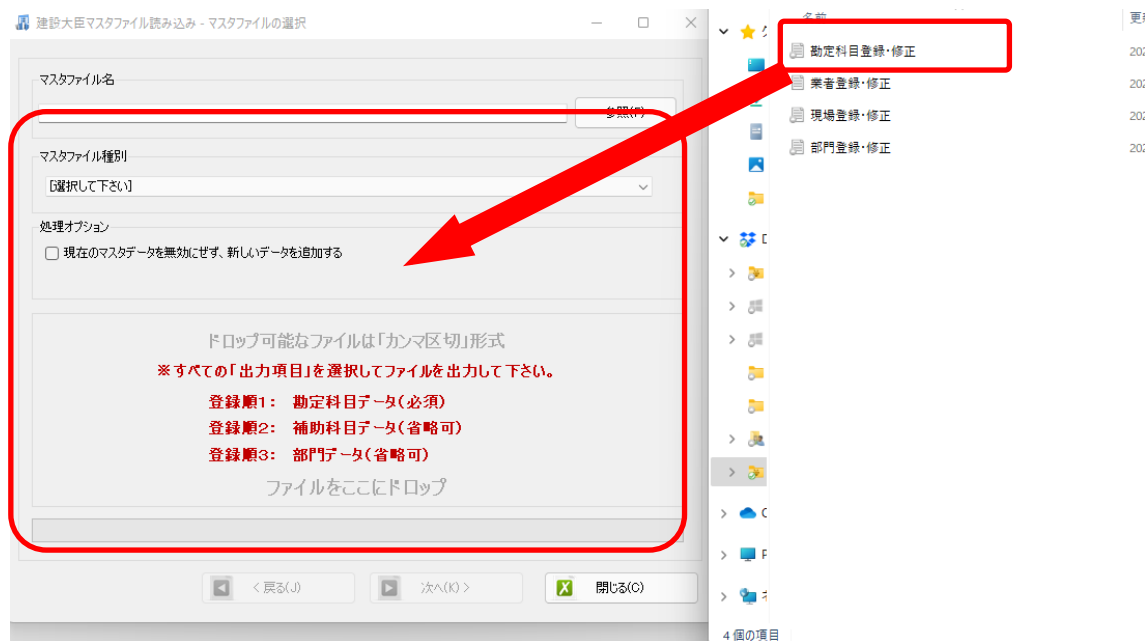 建設大臣マスタファイル読み込み - マスタファイルの選択
マスタファイル名
参照(F)
マスタファイル種別
[選択して下さい]
処理オプション
現在のマスタデータを無効にせず、新しいデータを追加する
ドロップ可能なファイルは「カンマ区切」形式
※すべての「出力項目」を選択してファイルを出力して下さい。
登録順1: 勘定科目データ(必須)
登録順2: 補助科目データ(省略可)
登録順3: 部門データ(省略可)
ファイルをここにドロップ
< 戻る(J)
次へ(K) >
閉じる(C)
名前
勘定科目登録・修正
業者登録・修正
現場登録・修正
部門登録・修正
4 個の項目